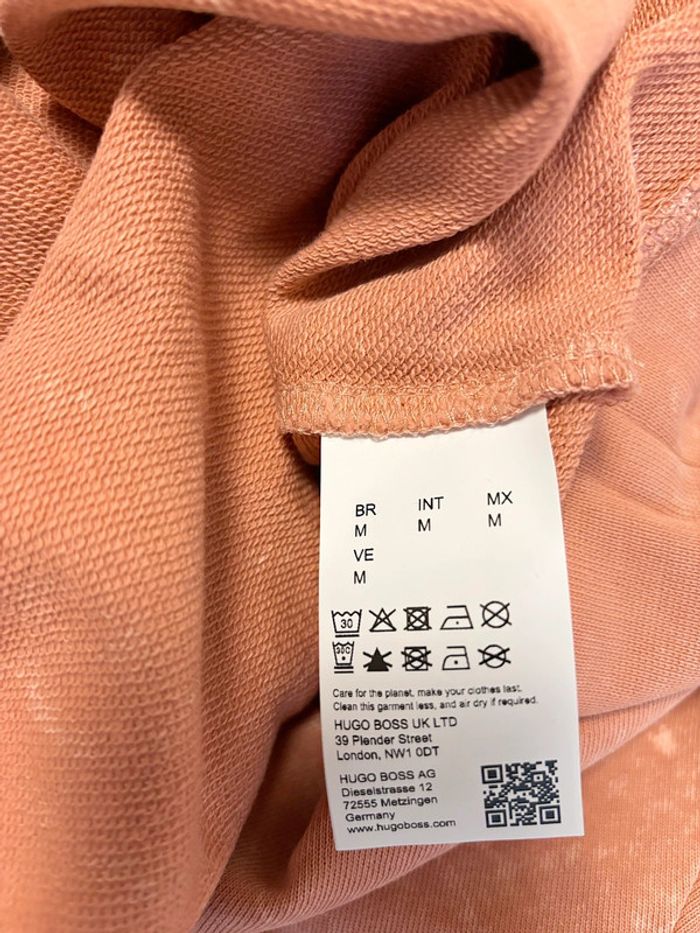 BR INT MX
M M M
VE
M
30
30C
Care for the planet, make your clothes last.
Clean this garment less, and air dry if required.
HUGO BOSS UK LTD
39 Plender Street
London, NW1 0DT
HUGO BOSS AG
Dieselstrasse 12
72555 Metzingen
Germany
www.hugoboss.com